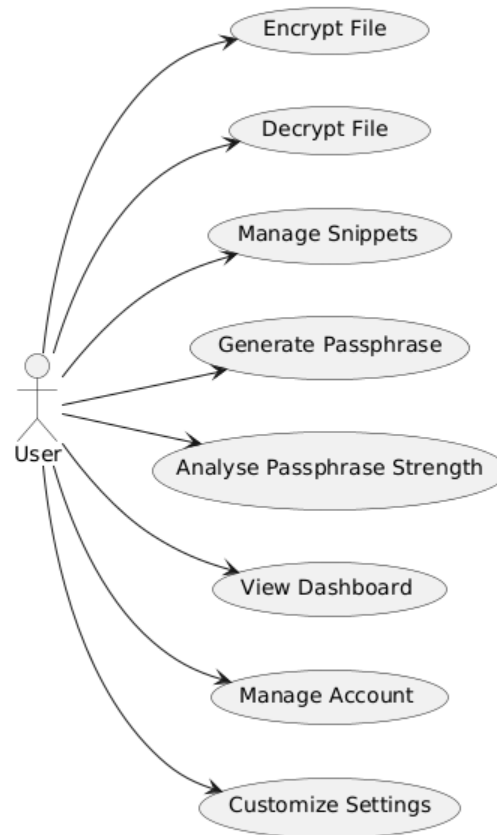 Encrypt File
Decrypt File
Manage Snippets
Generate Passphrase
User
Analyse Passphrase Strength
View Dashboard
Manage Account
Customize Settings